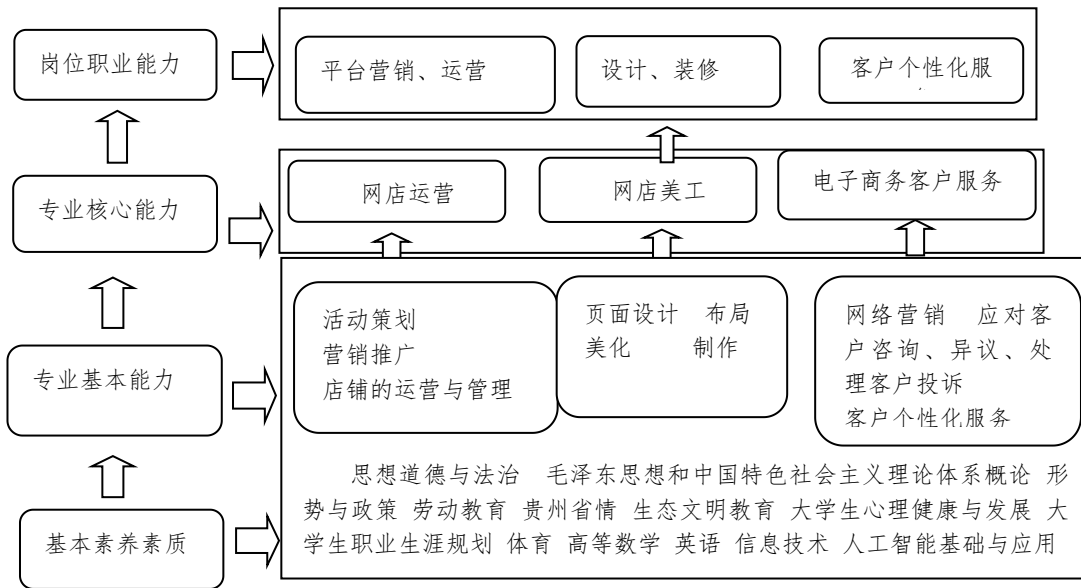 岗位职业能力
平台营销、运营
设计、装修
客户个性化服
专业核心能力
网店运营
网店美工
电子商务客户服务
专业基本能力
活动策划
营销推广
店铺的运营与管理
页面设计 布局
美化 制作
网络营销 应对客
户咨询、异议、处
理客户投诉
客户个性化服务
基本素养素质
思想道德与法治 毛泽东思想和中国特色社会主义理论体系概论 形
势与政策 劳动教育 贵州省情 生态文明教育 大学生心理健康与发展 大
学生职业生涯规划 体育 高等数学 英语 信息技术 人工智能基础与应用